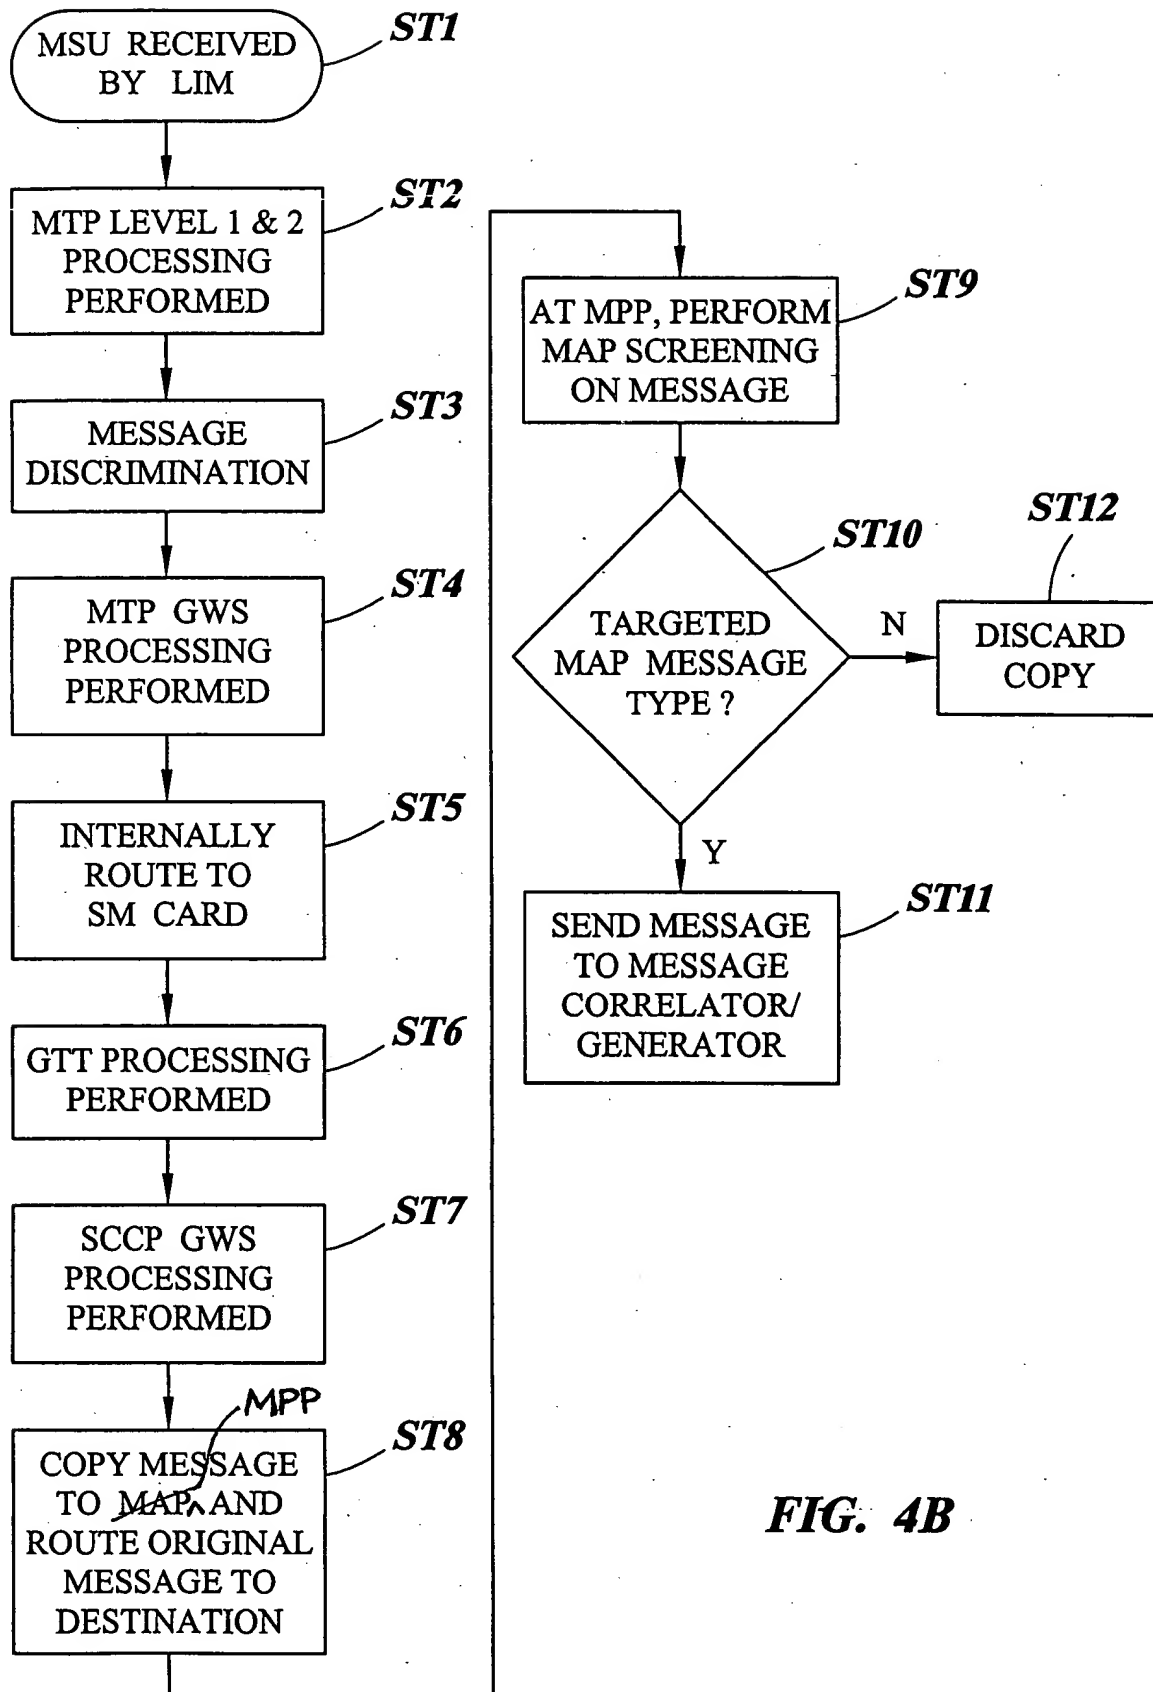 MSU RECEIVED
BY LIM
ST1
MTP LEVEL 1 & 2
PROCESSING
PERFORMED
ST2
MESSAGE
DISCRIMINATION
ST3
MTP GWS
PROCESSING
PERFORMED
ST4
INTERNALLY
ROUTE TO
SM CARD
ST5
GTT PROCESSING
PERFORMED
ST6
SCCP GWS
PROCESSING
PERFORMED
ST7
MPP
COPY MESSAGE
TO MAP AND
ROUTE ORIGINAL
MESSAGE TO
DESTINATION
ST8
AT MPP, PERFORM
MAP SCREENING
ON MESSAGE
ST9
TARGETED
MAP MESSAGE
TYPE ?
ST10
N
DISCARD
COPY
ST12
Y
SEND MESSAGE
TO MESSAGE
CORRELATOR/
GENERATOR
ST11
FIG. 4B